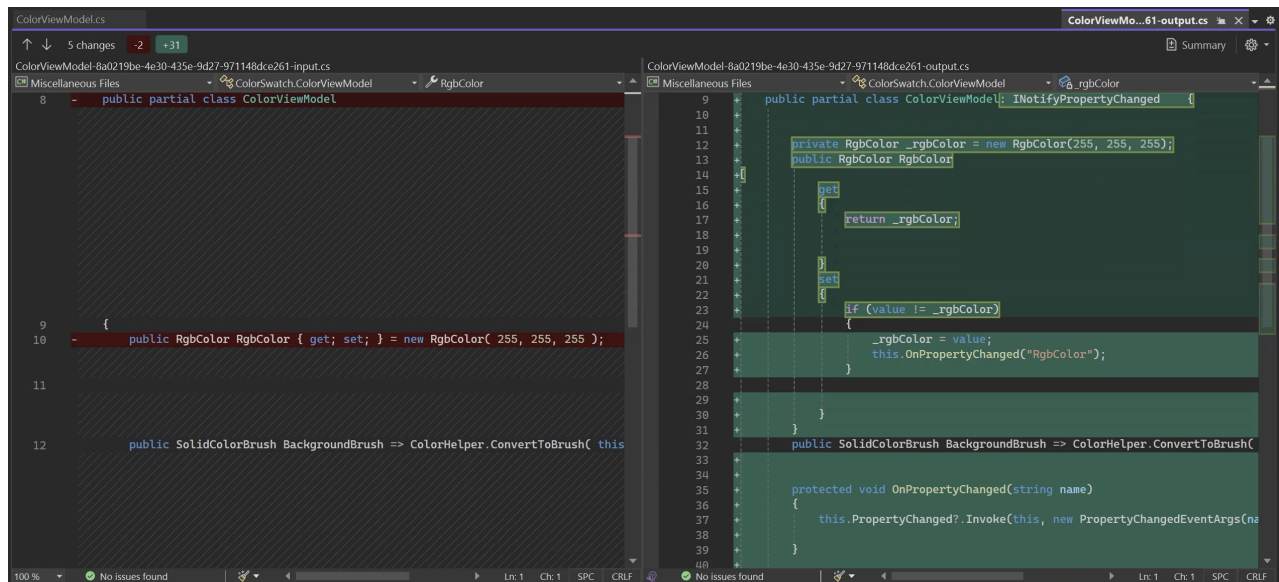 ColorViewModel.cs
ColorViewMo...61-output.cs
5 changes -2 +31
Summary
ColorViewModel-8a0219be-4e30-435e-9d27-971148dce261-input.cs
Miscellaneous Files ColorSwatch.ColorViewModel RgbColor
8 - public partial class ColorViewModel
9 {
10 - public RgbColor RgbColor { get; set; } = new RgbColor( 255, 255, 255 );
11
12 public SolidColorBrush BackgroundBrush => ColorHelper.ConvertToBrush( this
100 % No issues found Ln: 1 Ch: 1 SPC CRLF
ColorViewModel-8a0219be-4e30-435e-9d27-971148dce261-output.cs
Miscellaneous Files ColorSwatch.ColorViewModel _rgbColor
9 + public partial class ColorViewModel: INotifyPropertyChanged {
10 +
11 +
12 + private RgbColor _rgbColor = new RgbColor(255, 255, 255);
13 + public RgbColor RgbColor
14 +{
15 + get
16 + {
17 + return _rgbColor;
18 +
19 +
20 + }
21 + set
22 + {
23 + if (value != _rgbColor)
24 {
25 + _rgbColor = value;
26 + this.OnPropertyChanged("RgbColor");
27 + }
28
29 +
30 + }
31 + }
32 public SolidColorBrush BackgroundBrush => ColorHelper.ConvertToBrush(
33 +
34 +
35 + protected void OnPropertyChanged(string name)
36 + {
37 + this.PropertyChanged?.Invoke(this, new PropertyChangedEventArgs(na
38 +
39 + }
40
No issues found Ln: 1 Ch: 1 SPC CRLF